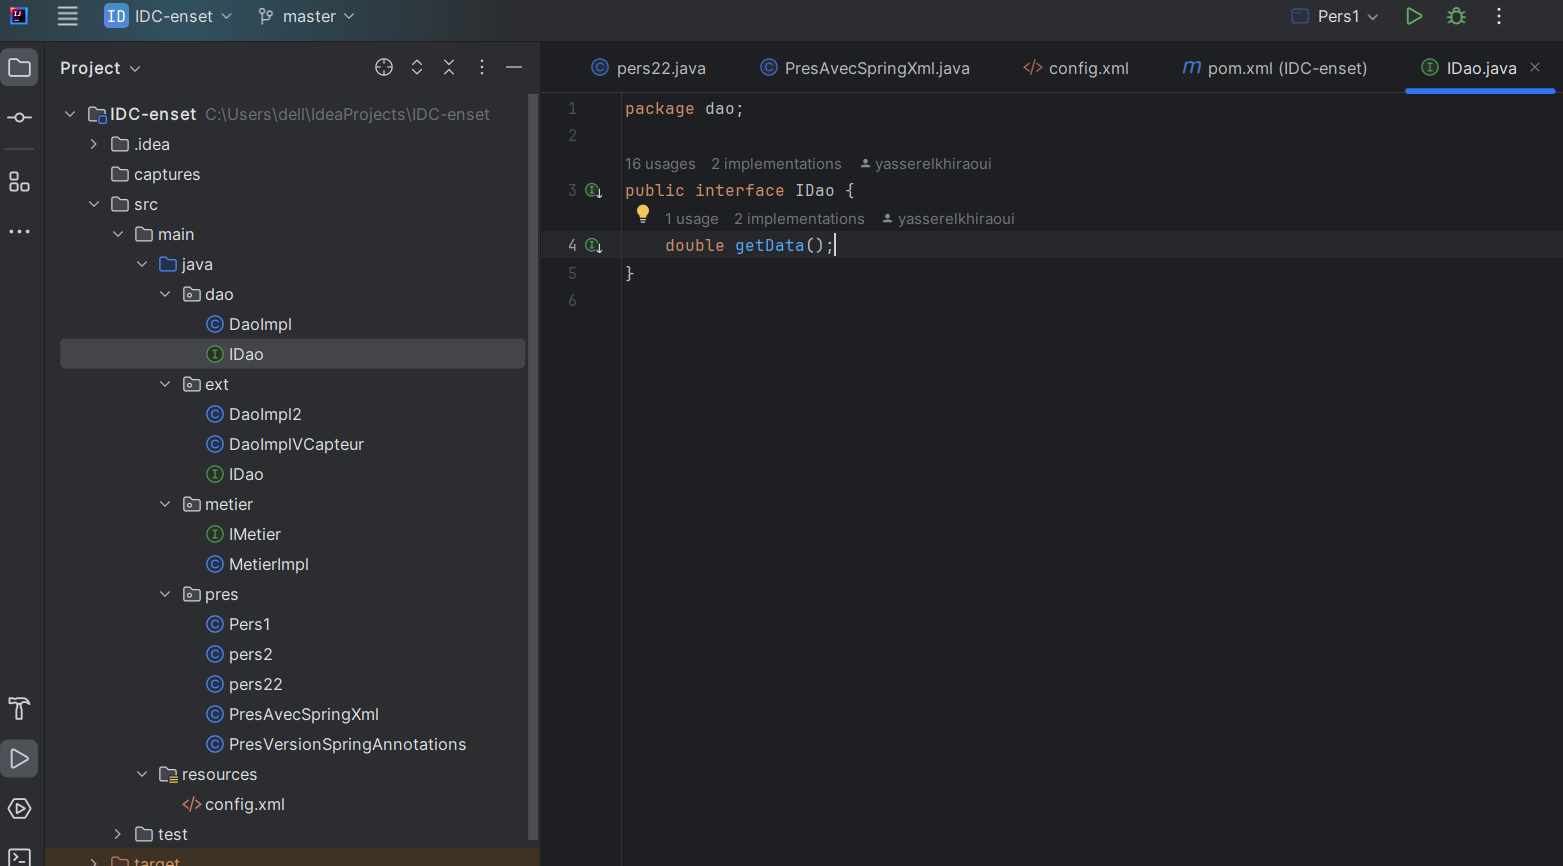 ID IDC-enset master Pers1
Project
pers22.java PresAvecSpringXml.java config.xml pom.xml (IDC-enset) IDao.java
IDC-enset C:\Users\dell\IdeaProjects\IDC-enset
.idea
captures
src
main
java
dao
DaoImpl
IDao
ext
DaoImpl2
DaoImplVCapteur
IDao
metier
IMetier
MetierImpl
pres
Pers1
pers2
pers22
PresAvecSpringXml
PresVersionSpringAnnotations
resources
config.xml
test
target
1 package dao;
2
16 usages 2 implementations yasserelkhiraoui
3 public interface IDao {
1 usage 2 implementations yasserelkhiraoui
4 double getData();
5 }
6